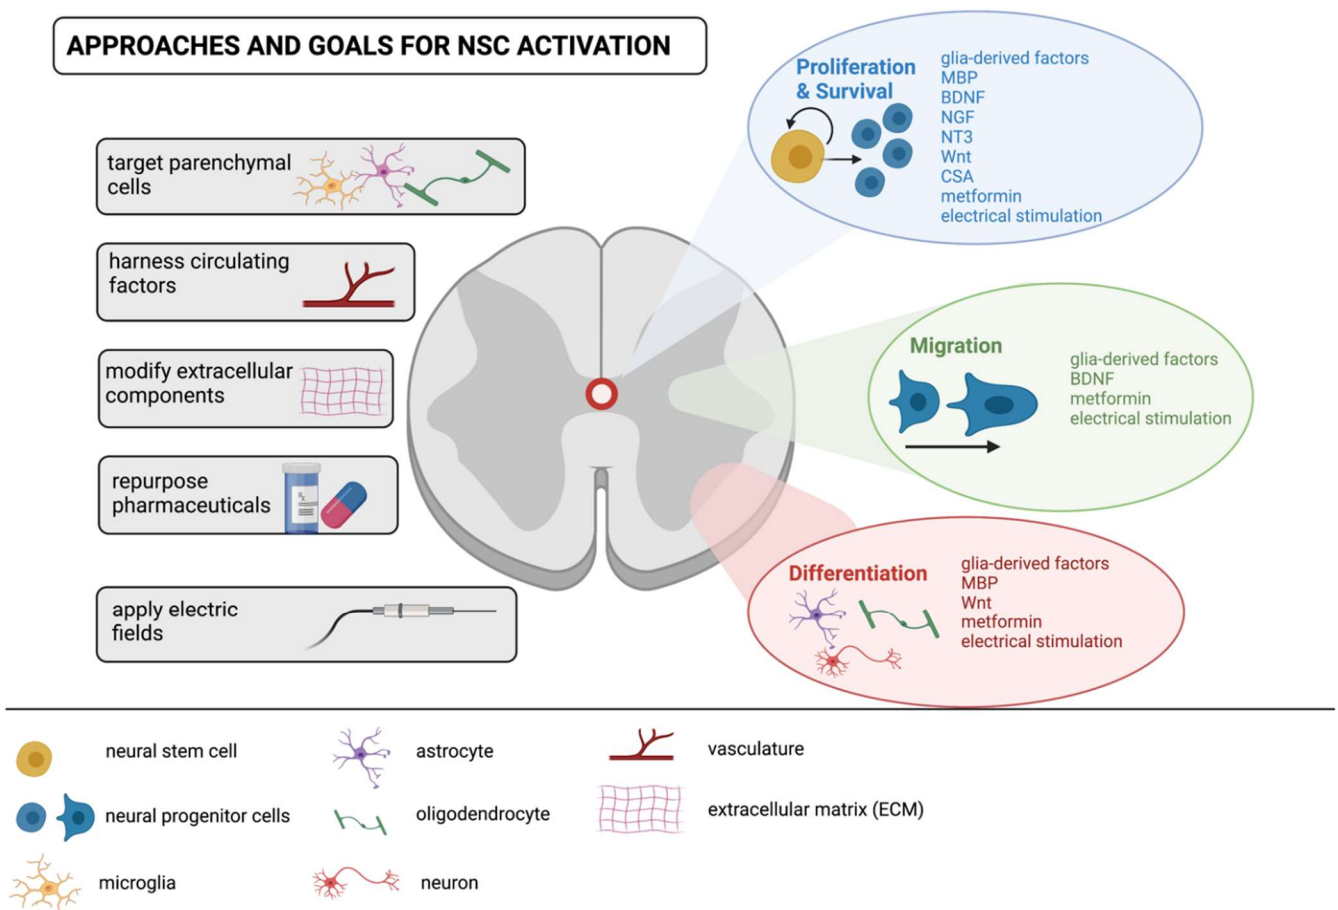 APPROACHES AND GOALS FOR NSC ACTIVATION
target parenchymal
cells
harness circulating
factors
modify extracellular
components
repurpose
pharmaceuticals
Rx
apply electric
fields
Proliferation
& Survival
glia-derived factors
MBP
BDNF
NGF
NT3
Wnt
CSA
metformin
electrical stimulation
Migration
glia-derived factors
BDNF
metformin
electrical stimulation
Differentiation
glia-derived factors
MBP
Wnt
metformin
electrical stimulation
neural stem cell
neural progenitor cells
microglia
astrocyte
oligodendrocyte
neuron
vasculature
extracellular matrix (ECM)